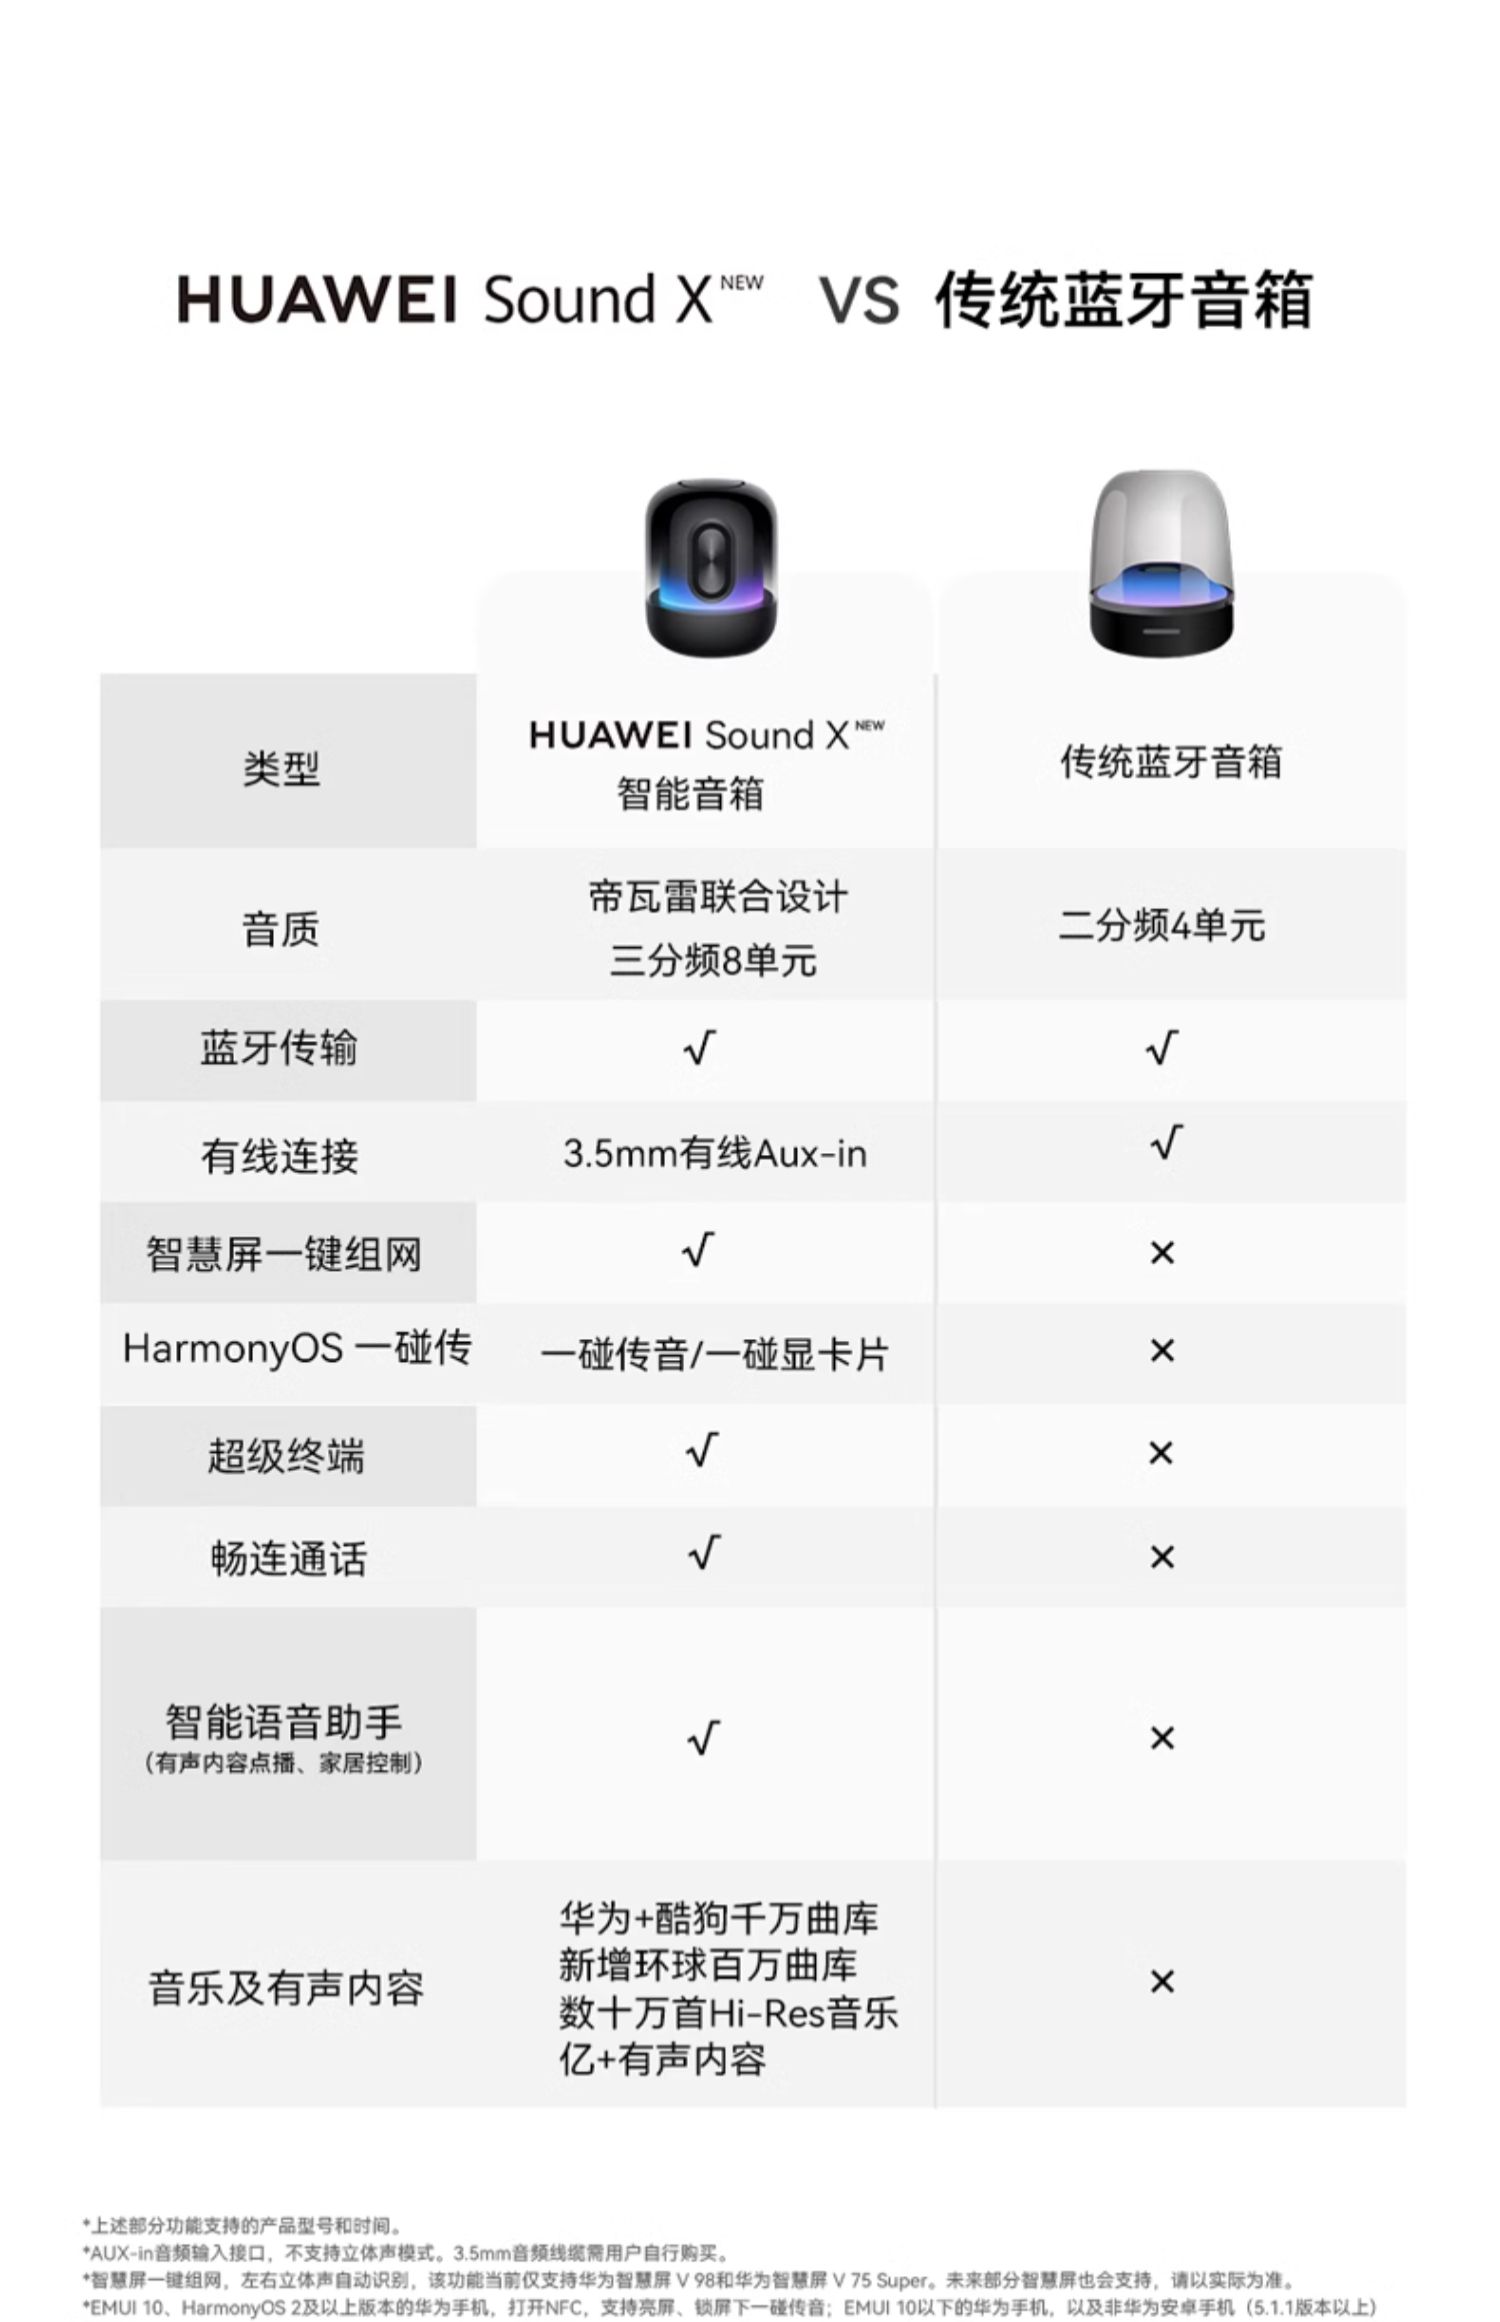 HUAWEI Sound X NEW VS 传统蓝牙音箱
类型
HUAWEI Sound X NEW
智能音箱
传统蓝牙音箱
音质
帝瓦雷联合设计
三分频8单元
二分频4单元
蓝牙传输
√
√
有线连接
3.5mm有线Aux-in
√
智慧屏一键组网
√
×
HarmonyOS 一碰传
一碰传音/一碰显卡片
×
超级终端
√
×
畅连通话
√
×
智能语音助手
（有声内容点播、家居控制）
√
×
音乐及有声内容
华为+酷狗千万曲库
新增环球百万曲库
数十万首Hi-Res音乐
亿+有声内容
×
*上述部分功能支持的产品型号和时间。
*AUX-in音频输入接口，不支持立体声模式。3.5mm音频线缆需用户自行购买。
*智慧屏一键组网，左右立体声自动识别，该功能当前仅支持华为智慧屏 V 98和华为智慧屏 V 75 Super。未来部分智慧屏也会支持，请以实际为准。
*EMUI 10、HarmonyOS 2及以上版本的华为手机，打开NFC，支持亮屏、锁屏下一碰传音；EMUI 10以下的华为手机，以及非华为安卓手机（5.1.1版本以上）